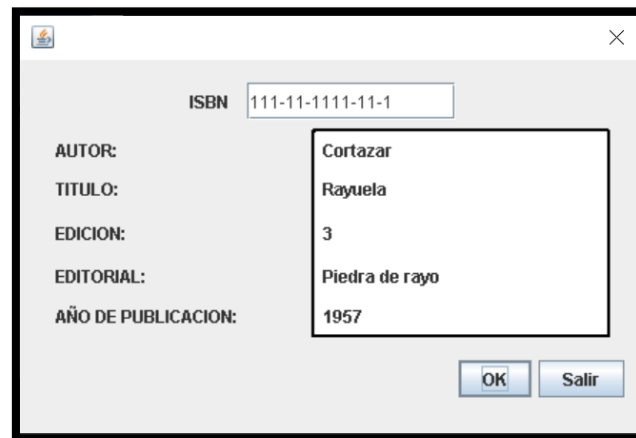 ISBN 111-11-1111-11-1
AUTOR: Cortazar
TITULO: Rayuela
EDICION: 3
EDITORIAL: Piedra de rayo
AÑO DE PUBLICACION: 1957
OK Salir